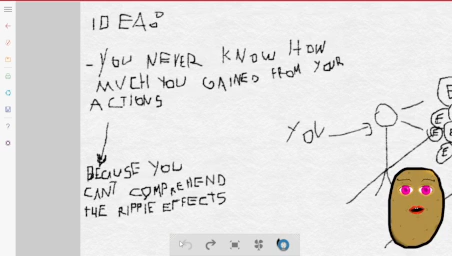 IDEA:
- YOU NEVER KNOW HOW
MUCH YOU GAINED FROM YOUR
ACTIONS
BECAUSE YOU
CANT COMPREHEND
THE RIPPLE EFFECTS
YOU
E
E
E
E